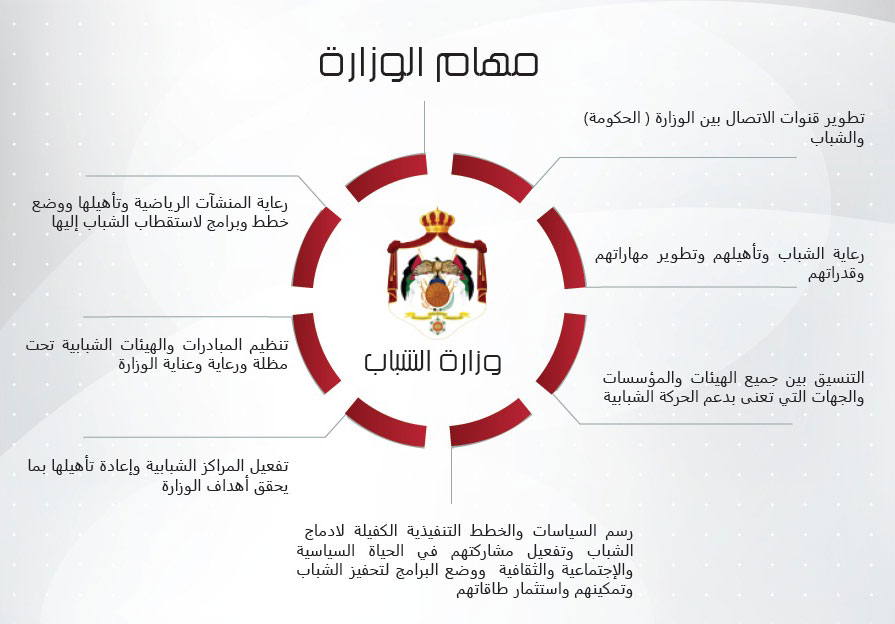 مهام الوزارة
تطوير قنوات الاتصال بين الوزارة ( الحكومة)
والشباب
رعاية الشباب وتأهيلهم وتطوير مهاراتهم
وقدراتهم
التنسيق بين جميع الهيئات والمؤسسات
والجهات التي تعنى بدعم الحركة الشبابية
رسم السياسات والخطط التنفيذية الكفيلة لادماج
الشباب وتفعيل مشاركتهم في الحياة السياسية
والإجتماعية والثقافية ووضع البرامج لتحفيز الشباب
وتمكينهم واستثمار طاقاتهم
تفعيل المراكز الشبابية وإعادة تأهيلها بما
يحقق أهداف الوزارة
تنظيم المبادرات والهيئات الشبابية تحت
مظلة ورعاية وعناية الوزارة
رعاية المنشآت الرياضية وتأهيلها ووضع
خطط وبرامج لاستقطاب الشباب إليها
وزارة الشباب